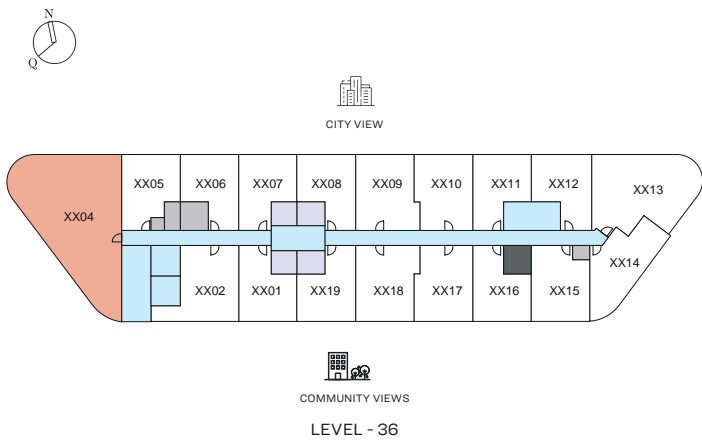 N
Q
CITY VIEW
XX05 XX06 XX07 XX08 XX09 XX10 XX11 XX12 XX13
XX04
XX14
XX02 XX01 XX19 XX18 XX17 XX16 XX15
COMMUNITY VIEWS
LEVEL - 36